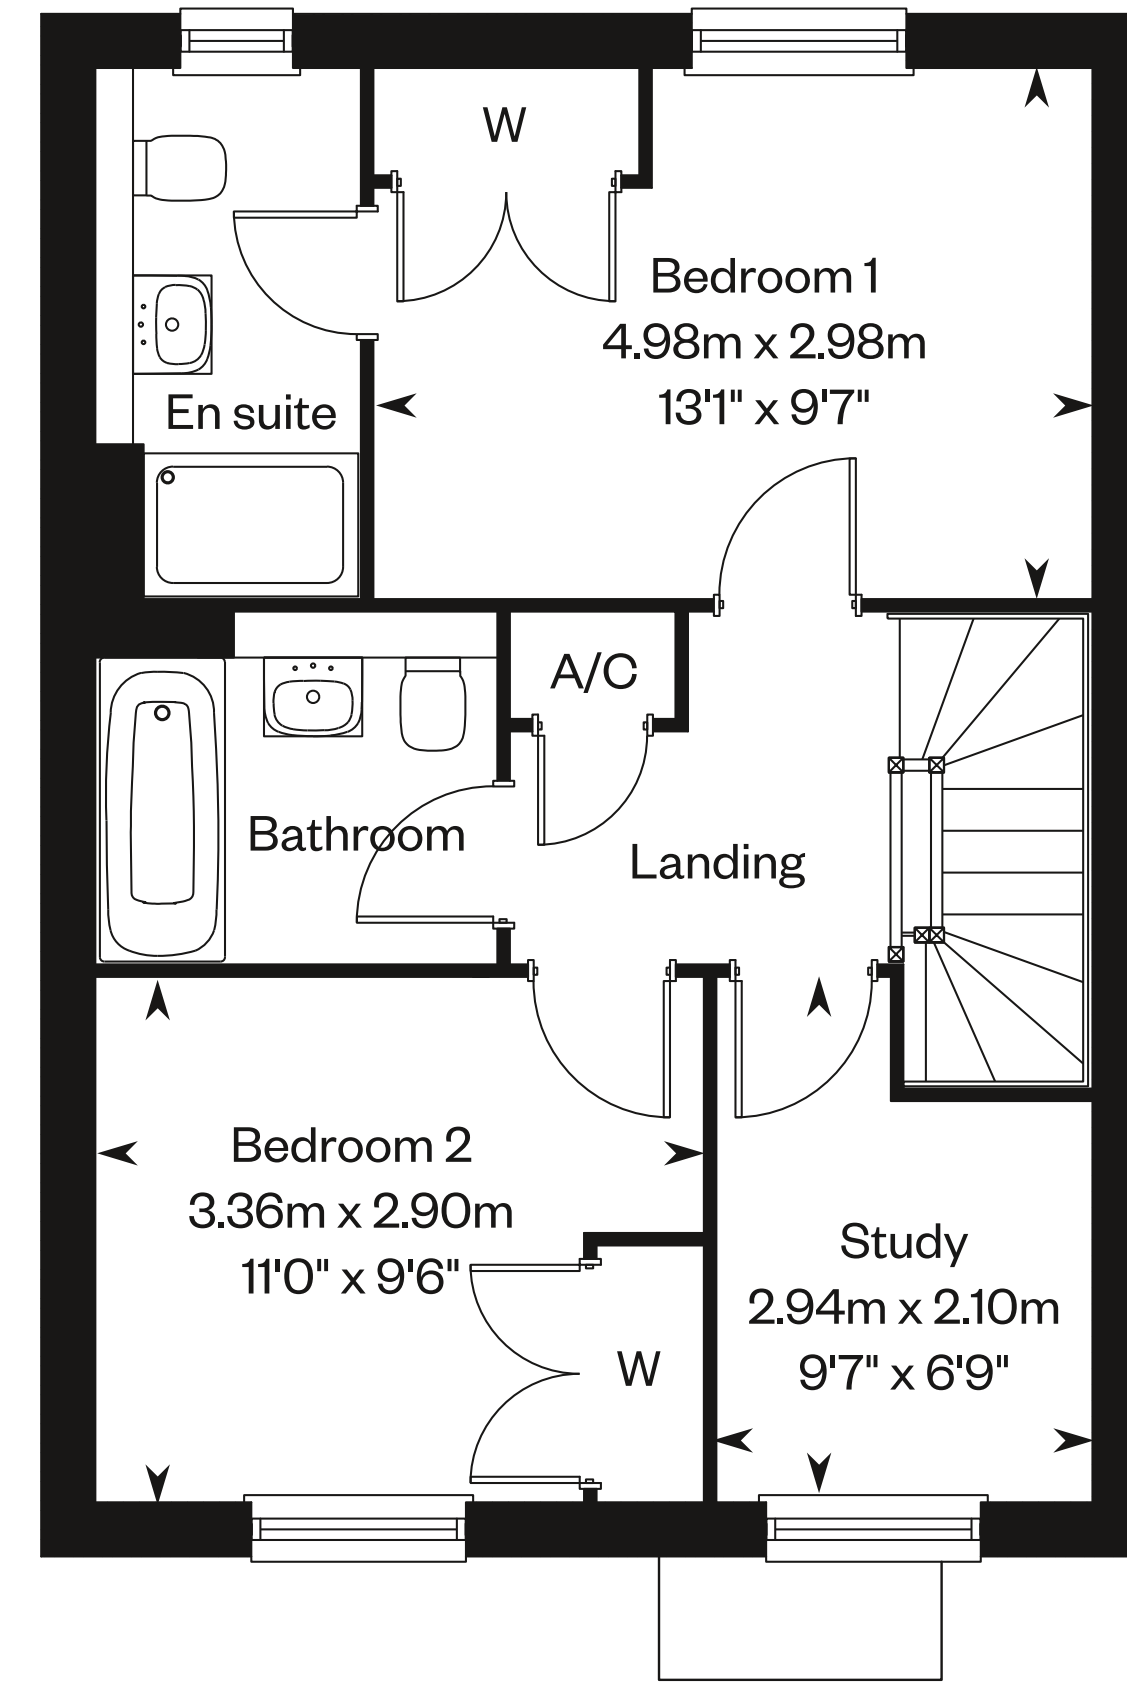 W
Bedroom 1
4.98m x 2.98m
13'1" x 9'7"
En suite
A/C
Bathroom
Landing
Bedroom 2
3.36m x 2.90m
11'0" x 9'6"
Study
2.94m x 2.10m
9'7" x 6'9"
W